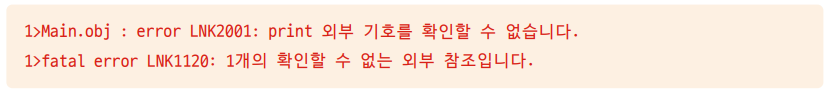 1>Main.obj : error LNK2001: print 외부 기호를 확인할 수 없습니다.
1>fatal error LNK1120: 1개의 확인할 수 없는 외부 참조입니다.